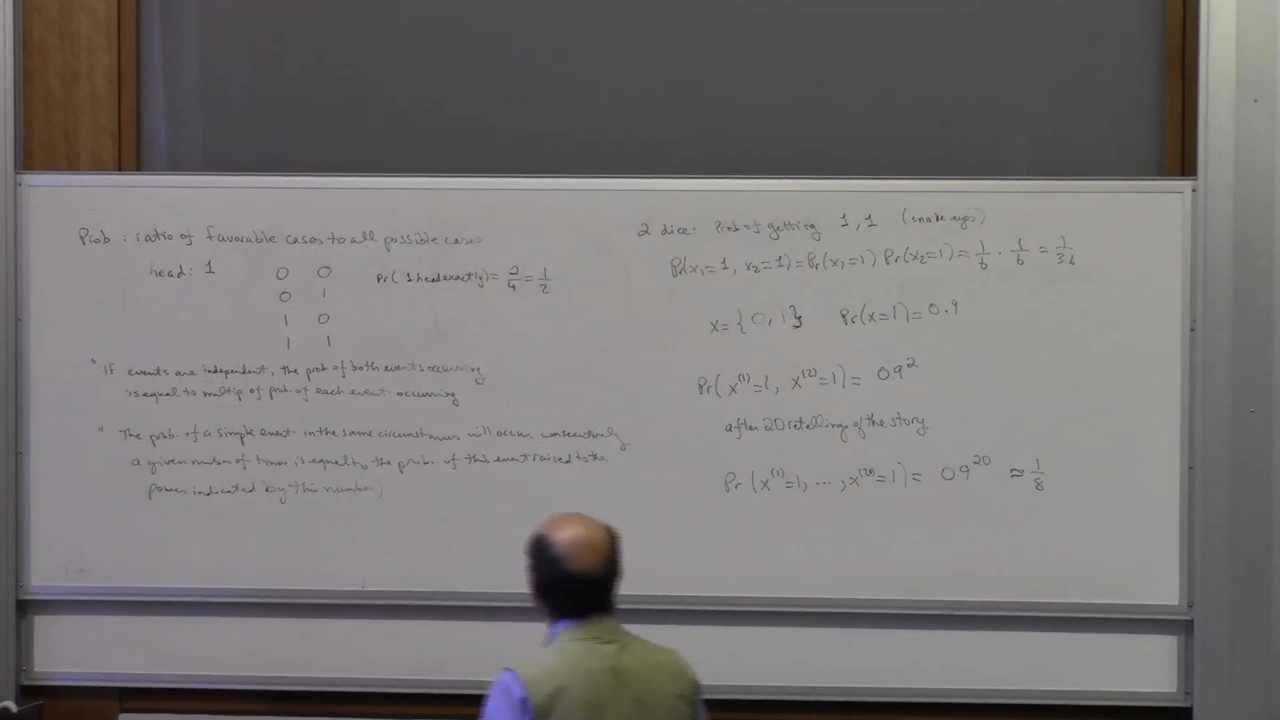 Prob : ratio of favorable cases to all possible cases
head: 1
0 0
0 1
1 0
1 1
Pr( 1 head exactly) = 2/4 = 1/2
" If events are independent, the prob of both events occurring
is equal to multip of prob of each event occurring
" The prob. of a simple event in the same circumstances will occur consecutively
a given number of times is equal to the prob. of this event raised to the
power indicated by this number)
2 dice: Prob of getting 1,1 (snake eyes)
Pr(x₁=1, x₂=1) = Pr(x₁=1) Pr(x₂=1) = 1/6 · 1/6 = 1/36
x = {0, 1} Pr(x=1) = 0.9
Pr( x⁽¹⁾=1, x⁽²⁾=1) = 0.9²
after 20 retellings of the story
Pr (x⁽¹⁾=1, ..., x⁽²⁰⁾=1) = 0.9²⁰ ≈ 1/8